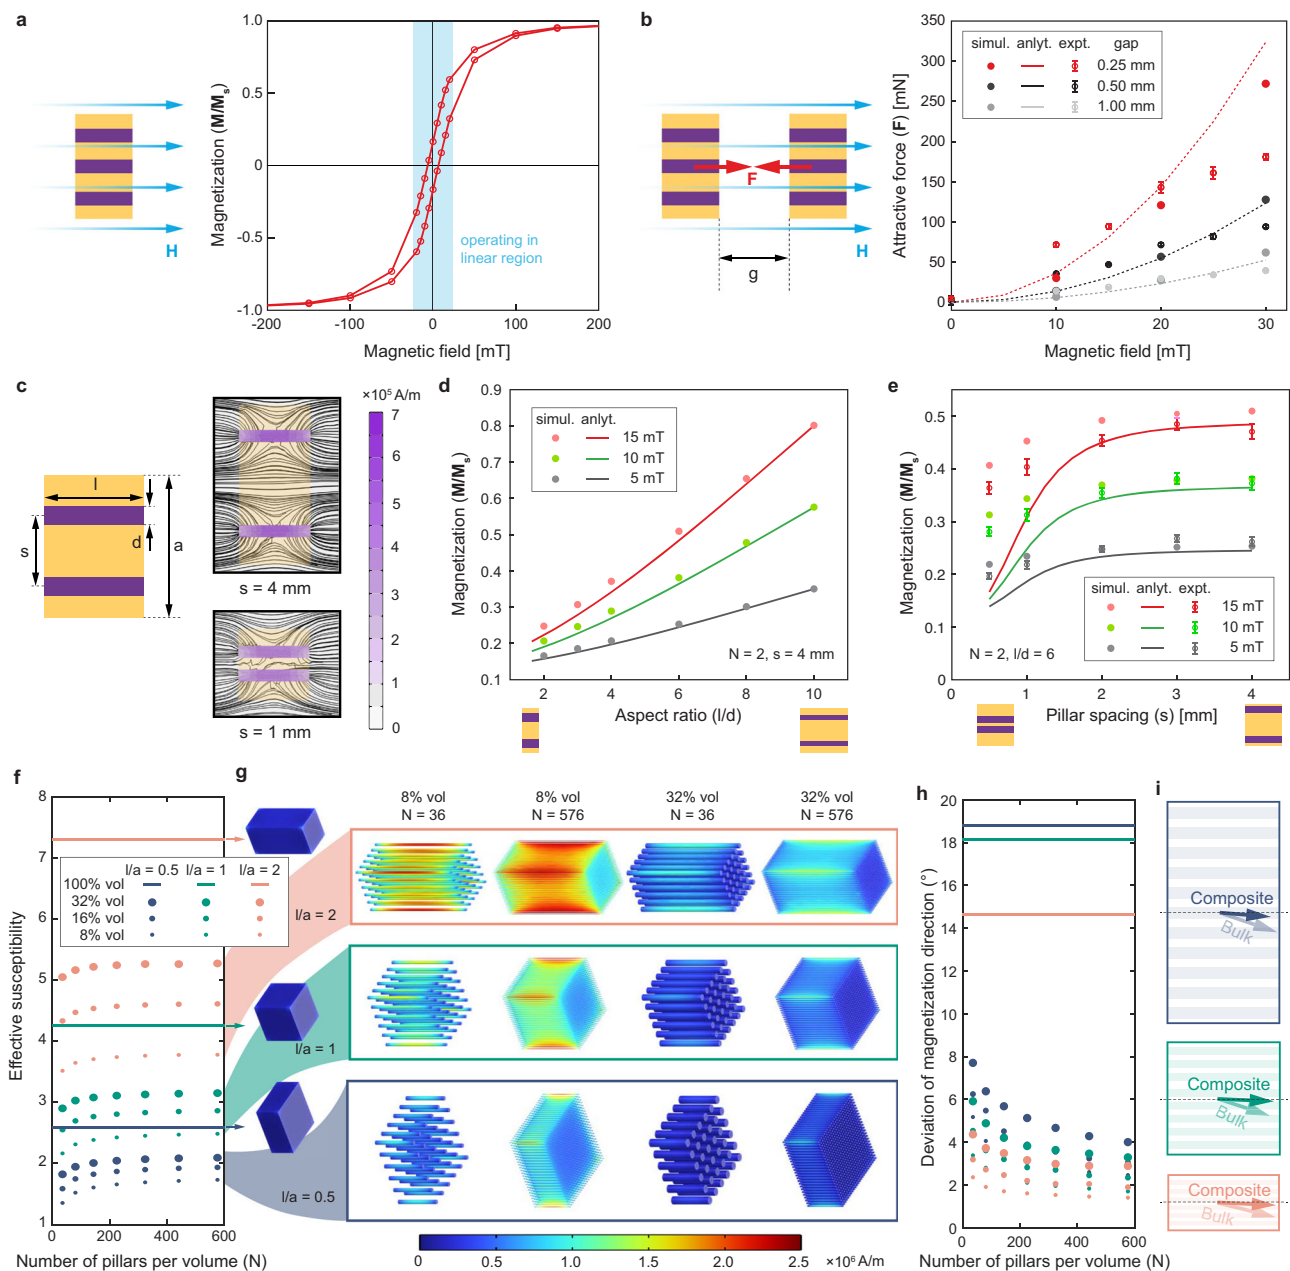 a
H
Magnetization (M/Ms)
1.0
0.5
0
-0.5
-1.0
operating in
linear region
-200
-100
0
100
200
Magnetic field [mT]
b
F
H
g
Attractive force (F) [mN]
350
300
250
200
150
100
50
0
simul. anlyt. expt. gap
0.25 mm
0.50 mm
1.00 mm
0
10
20
30
Magnetic field [mT]
c
l
s
d
a
s = 4 mm
s = 1 mm
×10⁵ A/m
7
6
5
4
3
2
1
0
d
Magnetization (M/Ms)
0.9
0.8
0.7
0.6
0.5
0.4
0.3
0.2
0.1
simul. anlyt.
15 mT
10 mT
5 mT
N = 2, s = 4 mm
2
4
6
8
10
Aspect ratio (l/d)
e
Magnetization (M/Ms)
0.5
0.4
0.3
0.2
0.1
0
simul. anlyt. expt.
15 mT
10 mT
5 mT
N = 2, l/d = 6
0
1
2
3
4
Pillar spacing (s) [mm]
f
Effective susceptibility
8
7
6
5
4
3
2
1
l/a = 0.5 l/a = 1 l/a = 2
100% vol
32% vol
16% vol
8% vol
0
200
400
600
Number of pillars per volume (N)
g
8% vol
N = 36
8% vol
N = 576
32% vol
N = 36
32% vol
N = 576
l/a = 2
l/a = 1
l/a = 0.5
0
0.5
1.0
1.5
2.0
2.5
×10⁶ A/m
h
Deviation of magnetization direction (°)
20
18
16
14
12
10
8
6
4
2
0
0
200
400
600
Number of pillars per volume (N)
i
Composite
Bulk
Composite
Bulk
Composite
Bulk